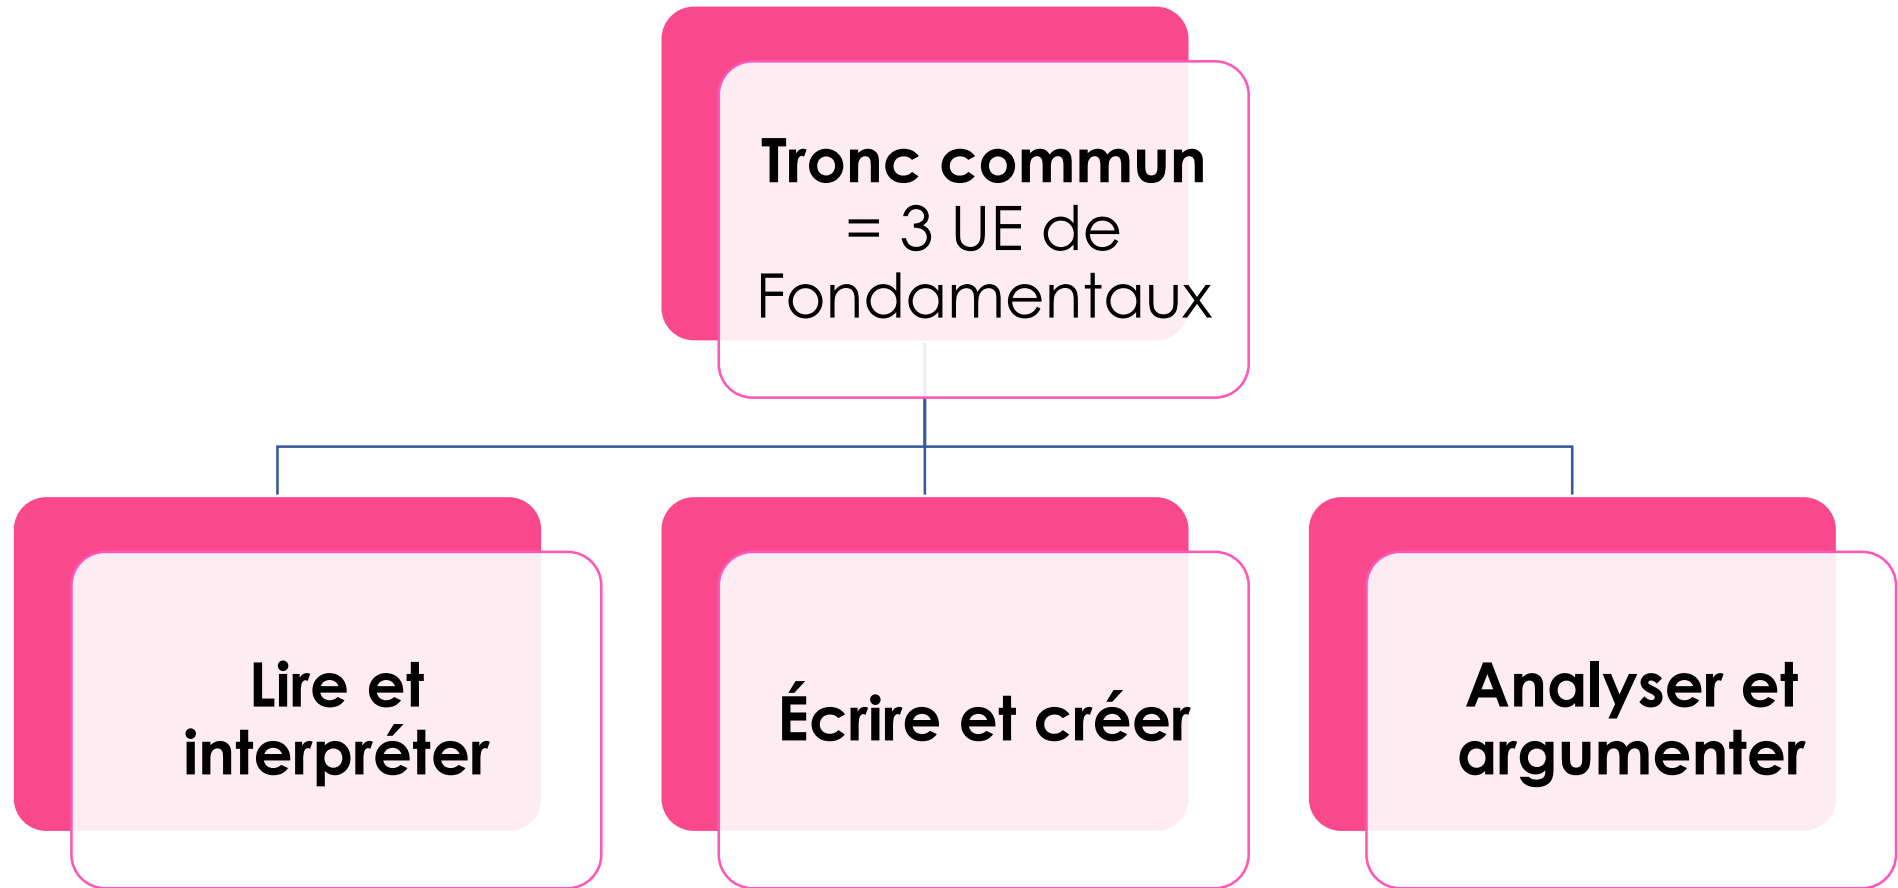 Tronc commun
= 3 UE de
Fondamentaux
Lire et
interpréter
Écrire et créer
Analyser et
argumenter